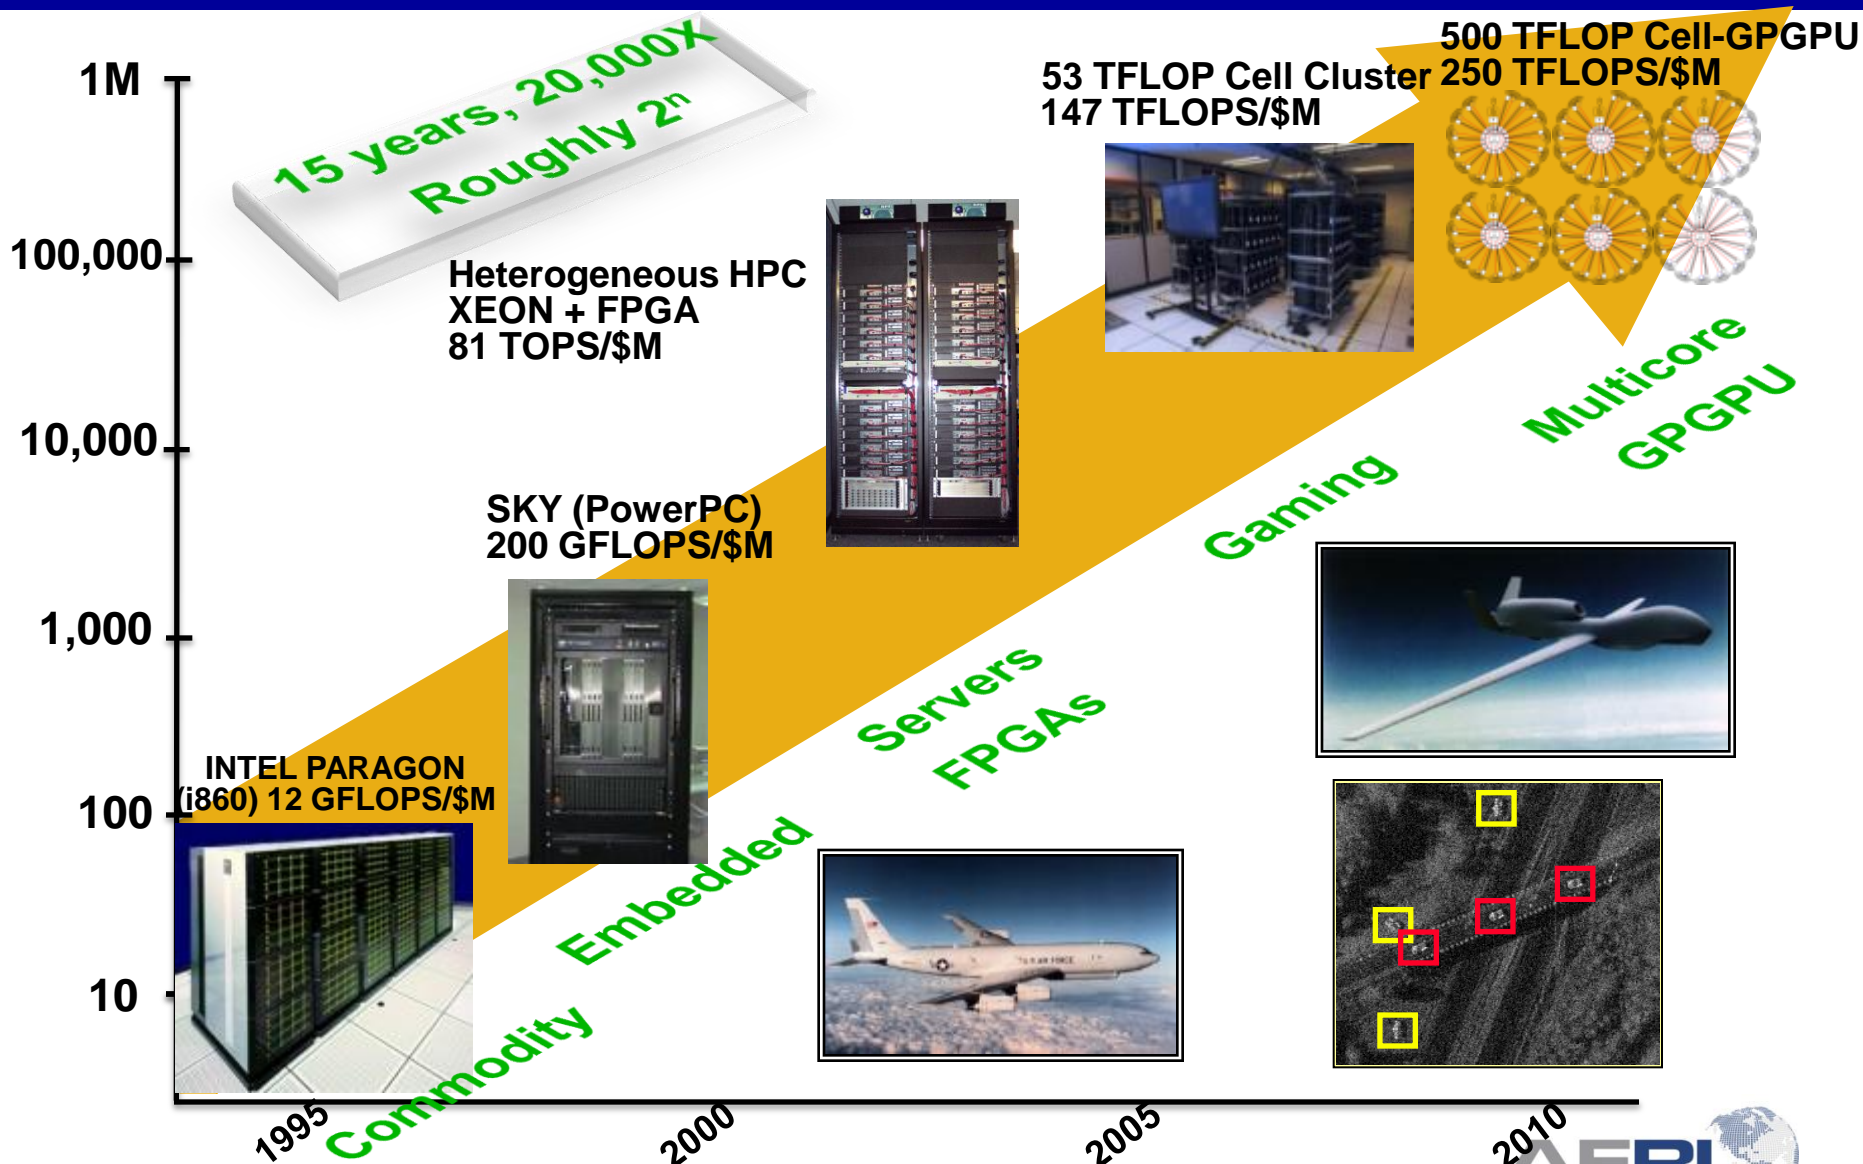 500 TFLOP Cell-GPGPU
250 TFLOPS/$M
53 TFLOP Cell Cluster
147 TFLOPS/$M
15 years, 20,000X
Roughly 2ⁿ
1M
100,000
10,000
1,000
100
10
Heterogeneous HPC
XEON + FPGA
81 TOPS/$M
SKY (PowerPC)
200 GFLOPS/$M
INTEL PARAGON
(i860) 12 GFLOPS/$M
Multicore
GPGPU
Gaming
Servers
FPGAs
Embedded
Commodity
1995
2000
2005
2010